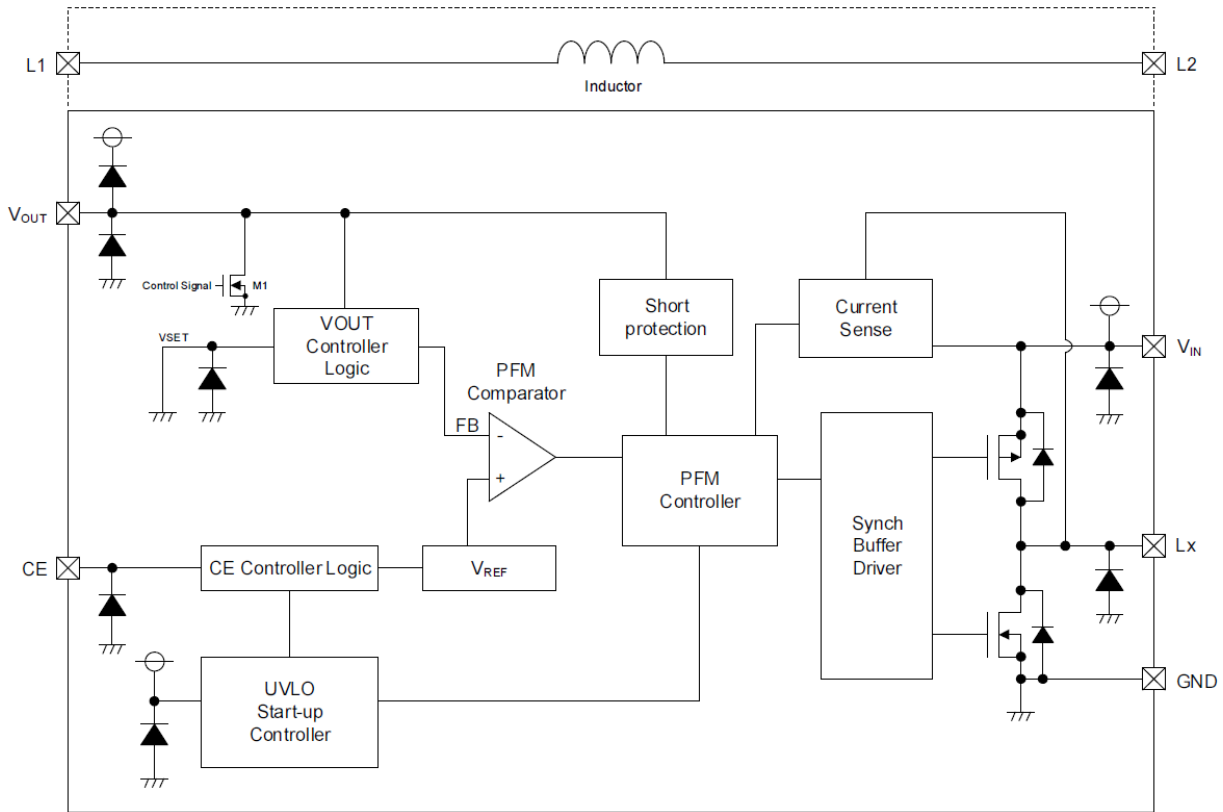 L1
L2
Inductor
VOUT
Control Signal
M1
VSET
VOUT
Controller
Logic
Short
protection
Current
Sense
VIN
PFM
Comparator
FB
-
+
PFM
Controller
Synch
Buffer
Driver
Lx
CE
CE Controller Logic
VREF
UVLO
Start-up
Controller
GND